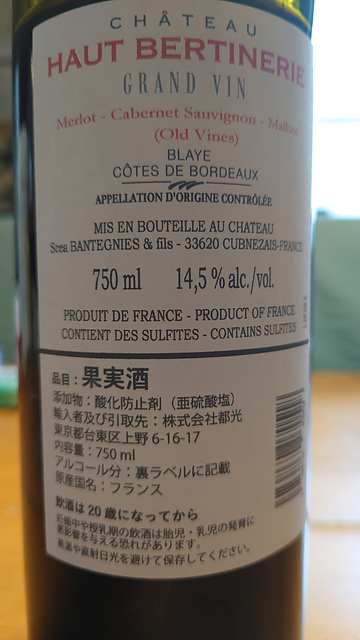 CHÂTEAU
HAUT BERTINERIE
GRAND VIN
Merlot - Cabernet Sauvignon - Malbec
(Old Vines)
BLAYE
CÔTES DE BORDEAUX
APPELLATION D'ORIGINE CONTRÔLÉE
MIS EN BOUTEILLE AU CHATEAU
Scea BANTEGNIES & fils - 33620 CUBNEZAIS-FRANCE
750 ml 14,5 % alc./vol.
PRODUIT DE FRANCE - PRODUCT OF FRANCE
CONTIENT DES SULFITES - CONTAINS SULFITES
品目：果実酒
添加物：酸化防止剤（亜硫酸塩）
輸入者及び引取先：株式会社都光
東京都台東区上野 6-16-17
内容量：750 ml
アルコール分：裏ラベルに記載
原産国名：フランス
飲酒は 20 歳になってから
妊娠中や授乳期の飲酒は胎児・乳児の発育に
悪影響を与える恐れがあります。
高温や直射日光を避けて保存してください。